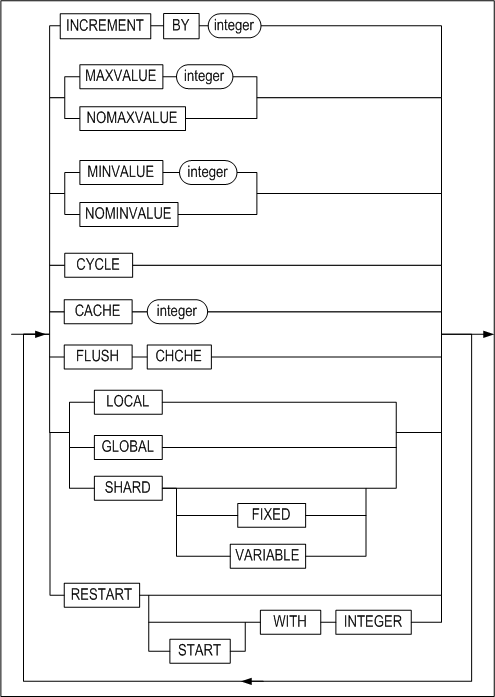 INCREMENT BY integer
MAXVALUE integer
NOMAXVALUE
MINVALUE integer
NOMINVALUE
CYCLE
CACHE integer
FLUSH CHCHE
LOCAL
GLOBAL
SHARD
FIXED
VARIABLE
RESTART
WITH INTEGER
START